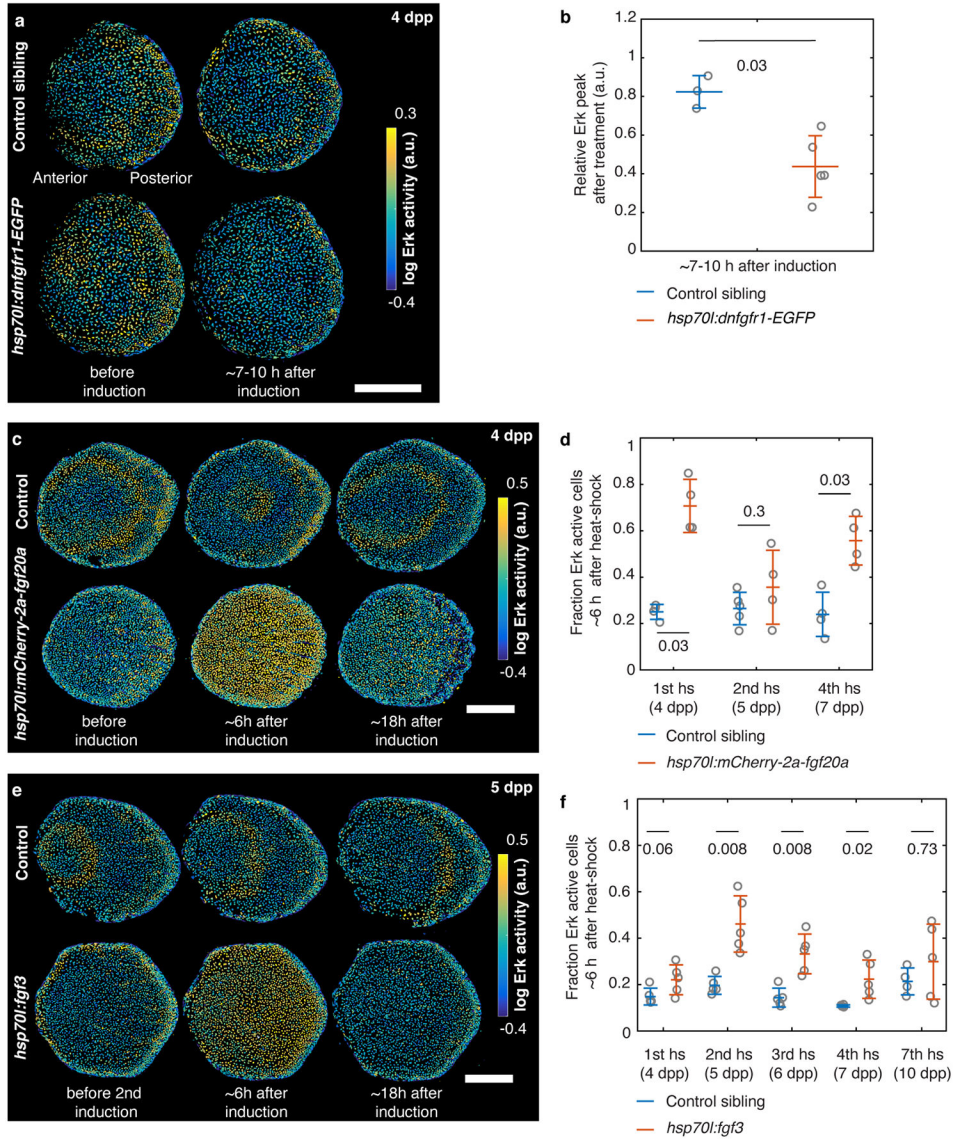 a
4 dpp
Control sibling
Anterior
Posterior
hsp70l:dnfgfr1-EGFP
before
induction
~7-10 h after
induction
0.3
log Erk activity (a.u.)
-0.4
b
Relative Erk peak
after treatment (a.u.)
1.2
1
0.8
0.6
0.4
0.2
0
0.03
~7-10 h after induction
Control sibling
hsp70l:dnfgfr1-EGFP
c
4 dpp
Control
hsp70l:mCherry-2a-fgf20a
before
induction
~6h after
induction
~18h after
induction
0.5
log Erk activity (a.u.)
-0.4
d
Fraction Erk active cells
~6 h after heat-shock
1
0.8
0.6
0.4
0.2
0
0.03
0.3
0.03
1st hs
(4 dpp)
2nd hs
(5 dpp)
4th hs
(7 dpp)
Control sibling
hsp70l:mCherry-2a-fgf20a
e
5 dpp
Control
hsp70l:fgf3
before 2nd
induction
~6h after
induction
~18h after
induction
0.5
log Erk activity (a.u.)
-0.4
f
Fraction Erk active cells
~6 h after heat-shock
1
0.8
0.6
0.4
0.2
0
0.06
0.008
0.008
0.02
0.73
1st hs
(4 dpp)
2nd hs
(5 dpp)
3rd hs
(6 dpp)
4th hs
(7 dpp)
7th hs
(10 dpp)
Control sibling
hsp70l:fgf3